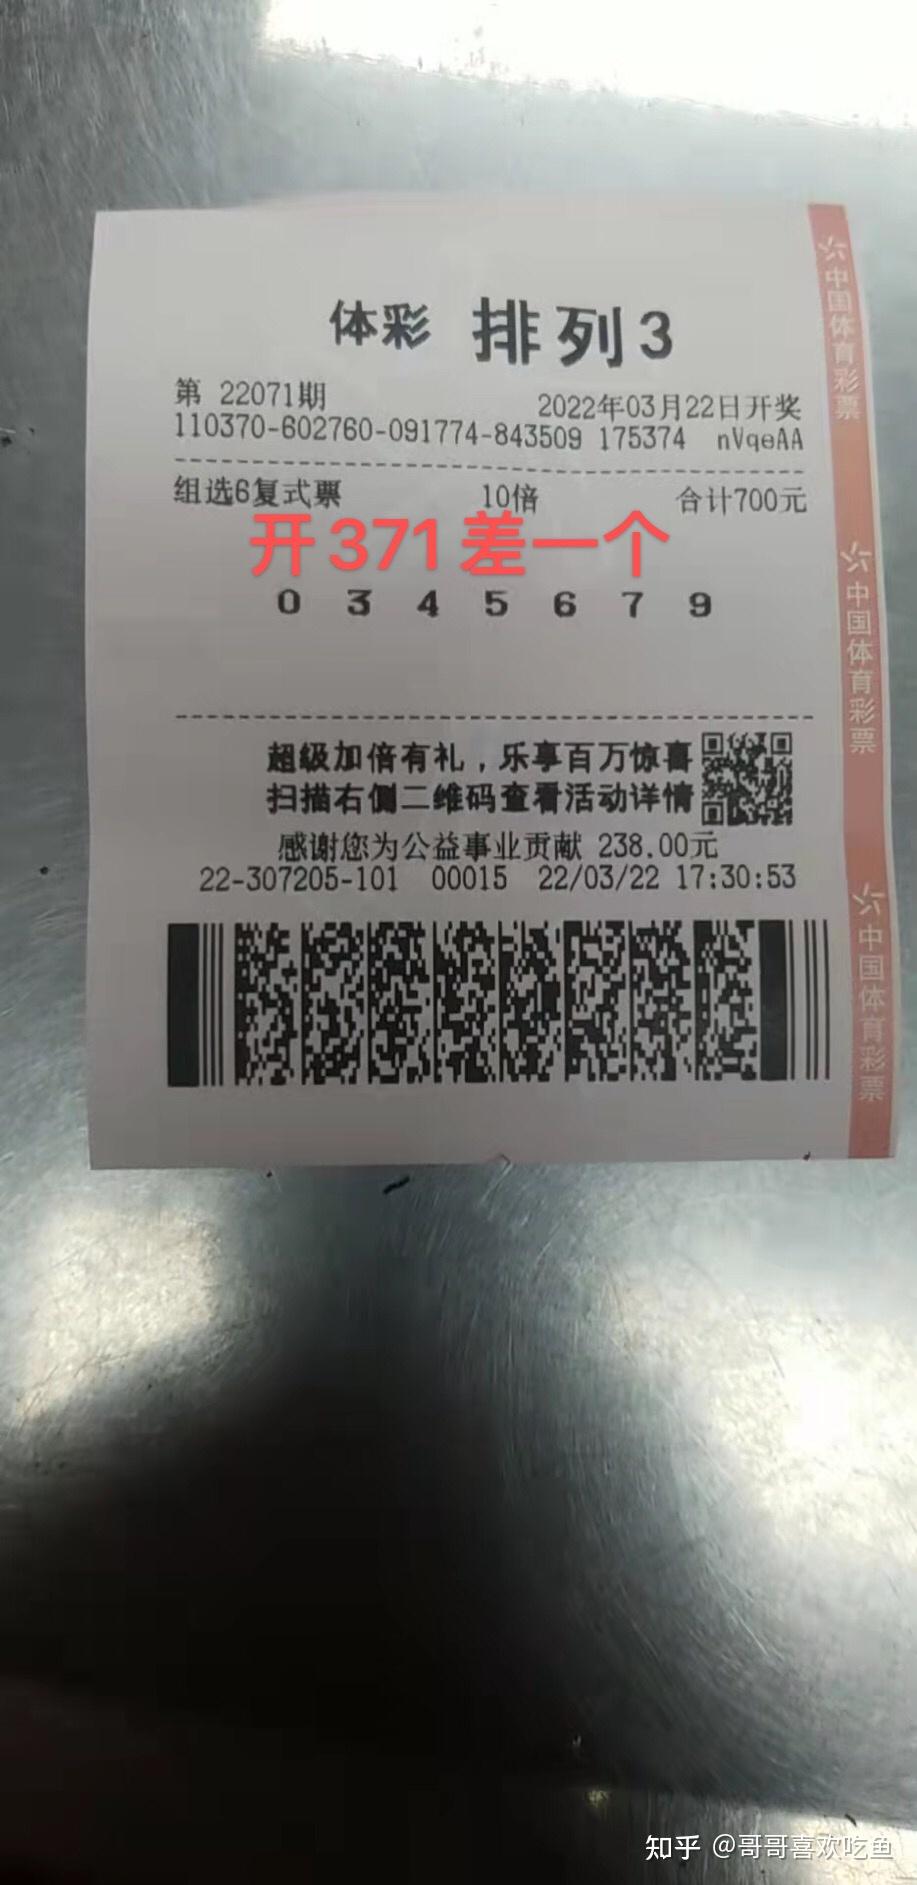 体彩 排列3
第 22071期 2022年03月22日开奖
110370-602760-091774-843509 175374 nVqeAA
组选6复式票 10倍 合计700元
开371差一个
0 3 4 5 6 7 9
超级加倍有礼，乐享百万惊喜
扫描右侧二维码查看活动详情
感谢您为公益事业贡献 238.00元
22-307205-101 00015 22/03/22 17:30:53
中国体育彩票
中国体育彩票
中国体育彩票
知乎 @哥哥喜欢吃鱼